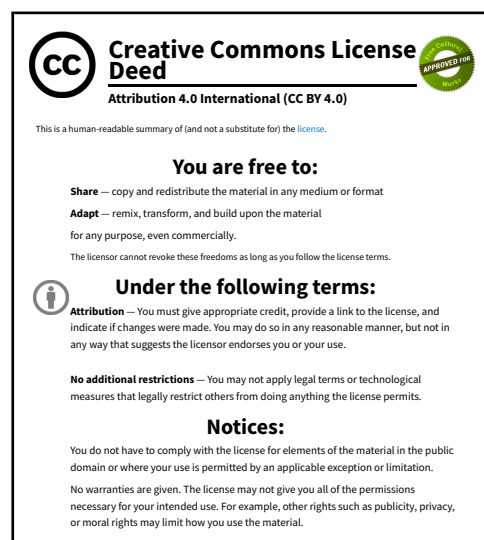 CC
Creative Commons License
Deed
Free Cultural
APPROVED FOR
Works
Attribution 4.0 International (CC BY 4.0)
This is a human-readable summary of (and not a substitute for) the license.
You are free to:
Share — copy and redistribute the material in any medium or format
Adapt — remix, transform, and build upon the material
for any purpose, even commercially.
The licensor cannot revoke these freedoms as long as you follow the license terms.
Under the following terms:
Attribution — You must give appropriate credit, provide a link to the license, and
indicate if changes were made. You may do so in any reasonable manner, but not in
any way that suggests the licensor endorses you or your use.
No additional restrictions — You may not apply legal terms or technological
measures that legally restrict others from doing anything the license permits.
Notices:
You do not have to comply with the license for elements of the material in the public
domain or where your use is permitted by an applicable exception or limitation.
No warranties are given. The license may not give you all of the permissions
necessary for your intended use. For example, other rights such as publicity, privacy,
or moral rights may limit how you use the material.